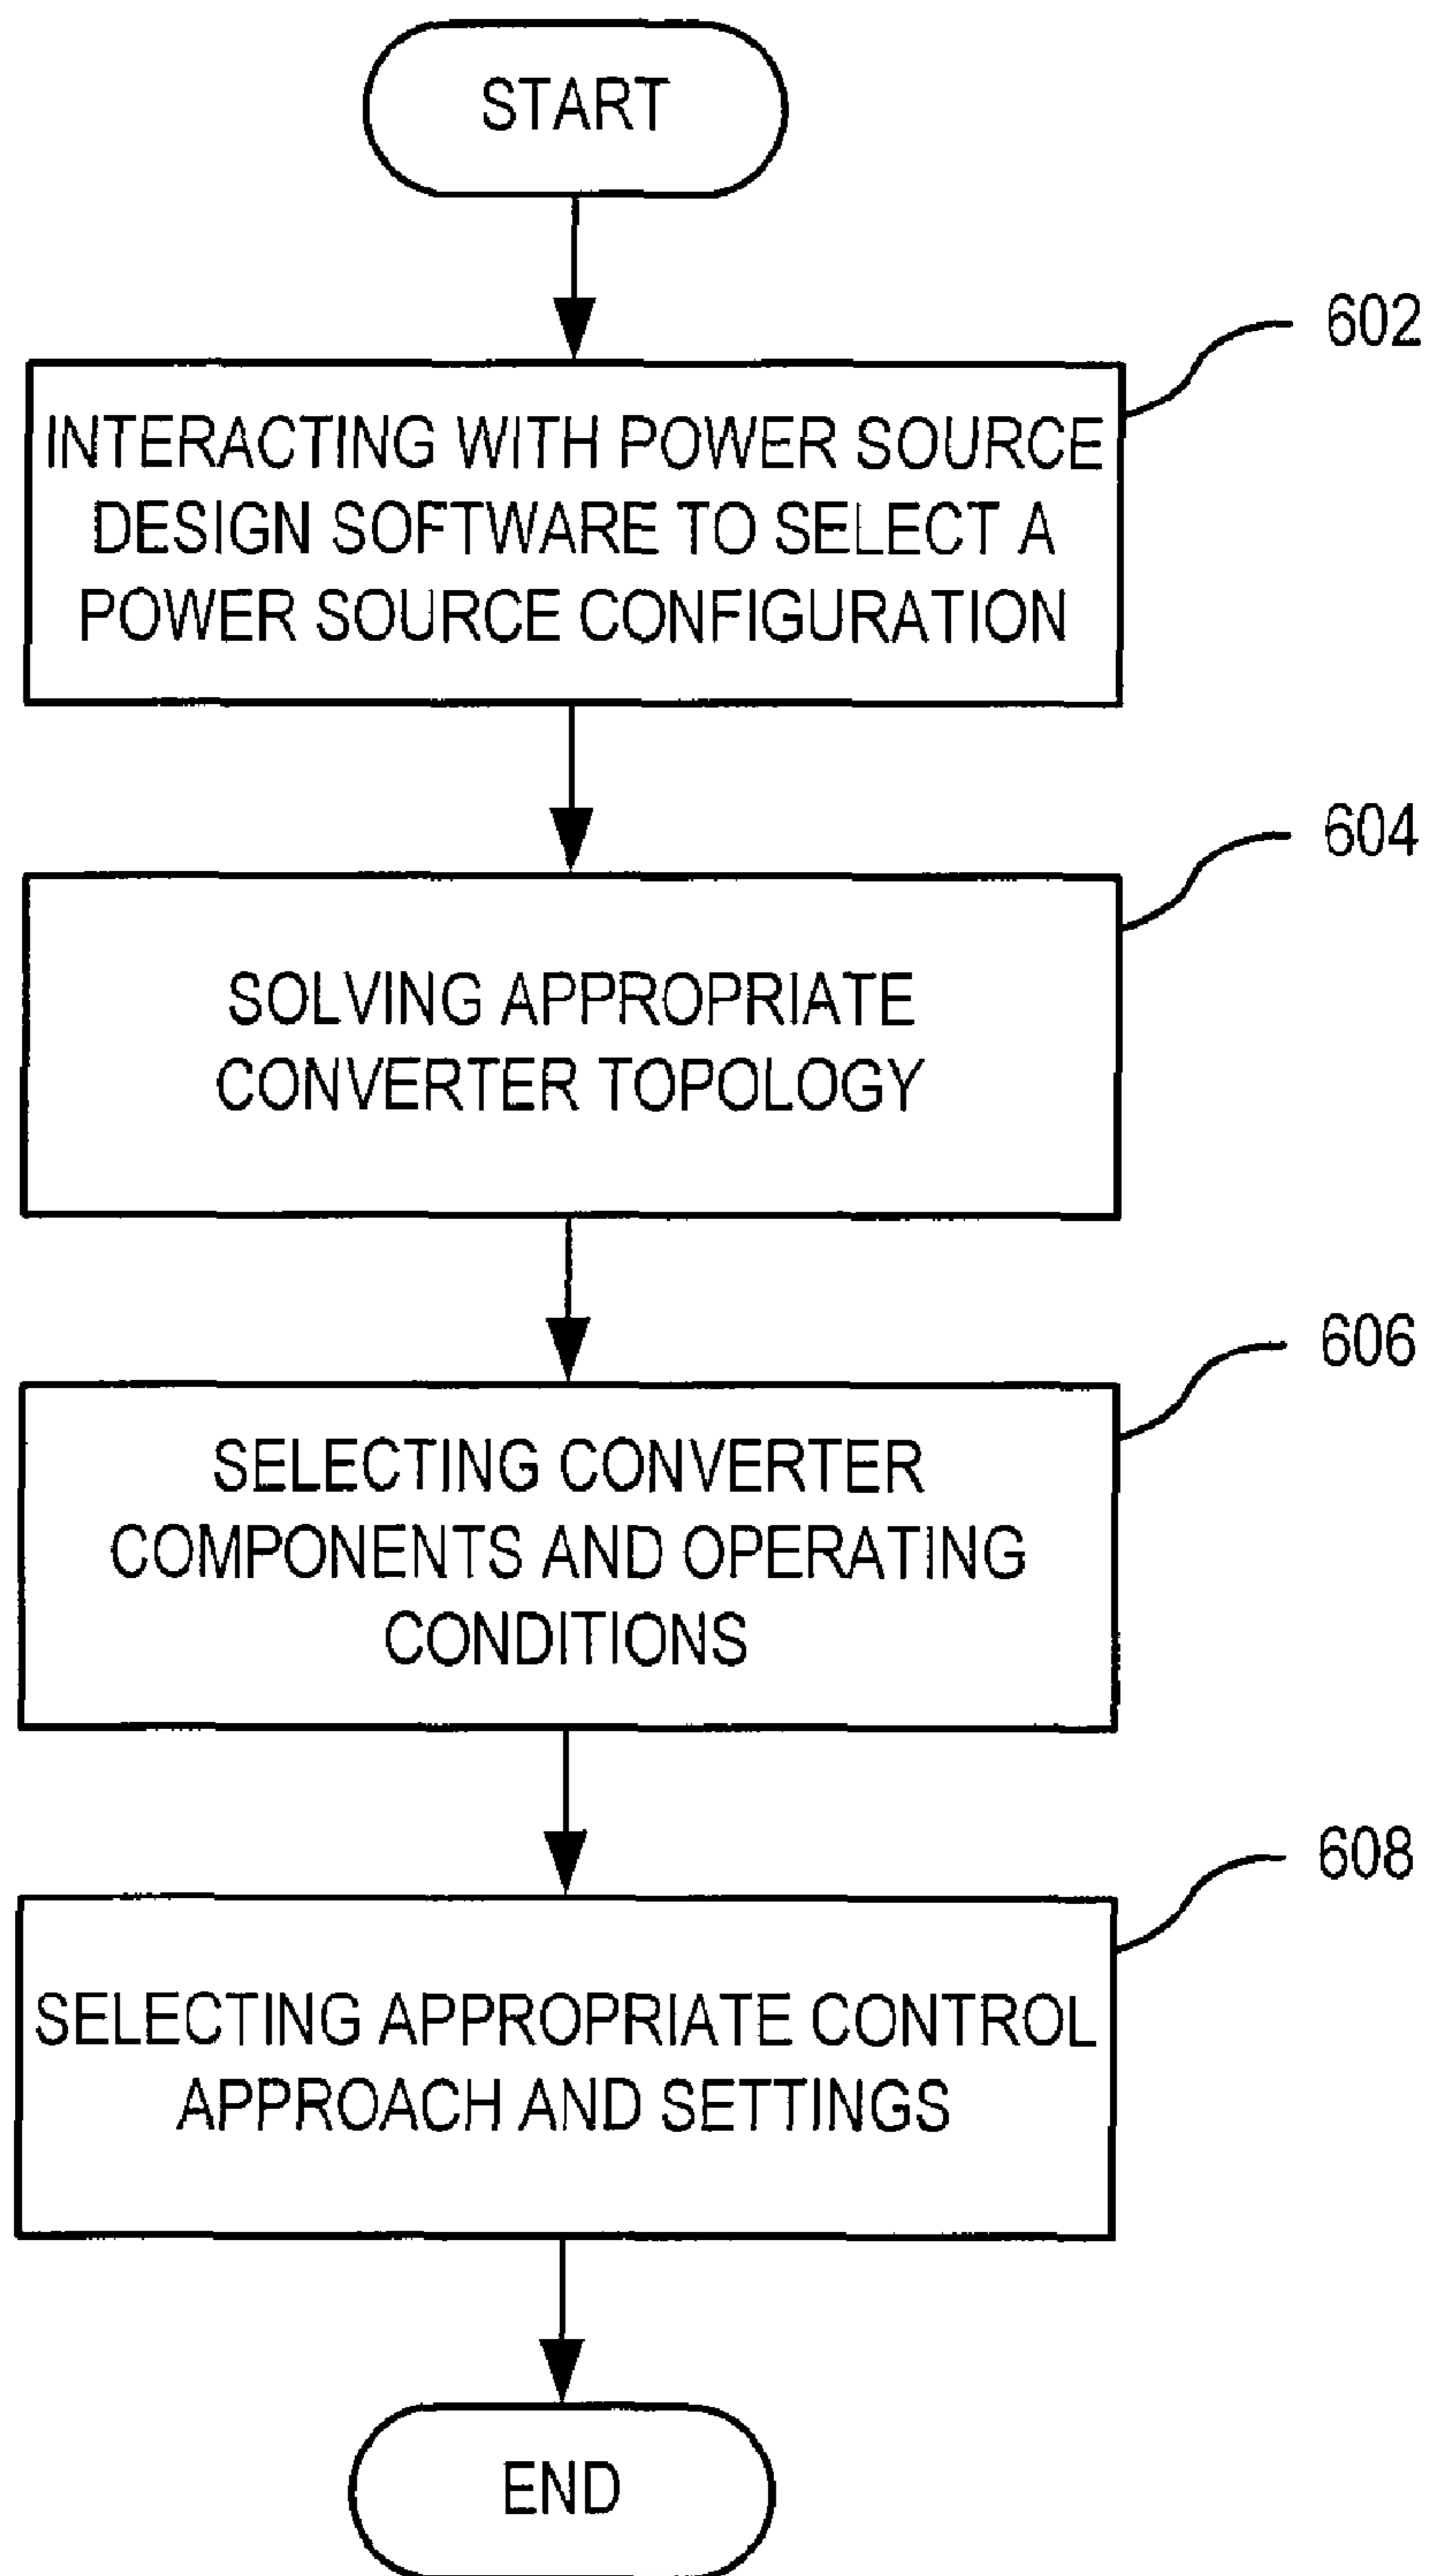 START
602
INTERACTING WITH POWER SOURCE
DESIGN SOFTWARE TO SELECT A
POWER SOURCE CONFIGURATION
604
SOLVING APPROPRIATE
CONVERTER TOPOLOGY
606
SELECTING CONVERTER
COMPONENTS AND OPERATING
CONDITIONS
608
SELECTING APPROPRIATE CONTROL
APPROACH AND SETTINGS
END